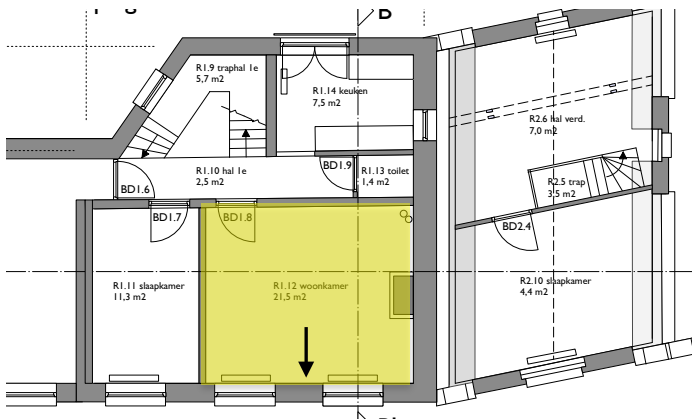 B
R1.9 traphal 1e
5,7 m2
R1.14 keuken
7,5 m2
R2.6 hal verd.
7,0 m2
BD1.6
R1.10 hal 1e
2,5 m2
BD1.9
R1.13 toilet
1,4 m2
R2.5 trap
3,5 m2
BD1.7
BD1.8
BD2.4
R1.11 slaapkamer
11,3 m2
R1.12 woonkamer
21,5 m2
R2.10 slaapkamer
4,4 m2